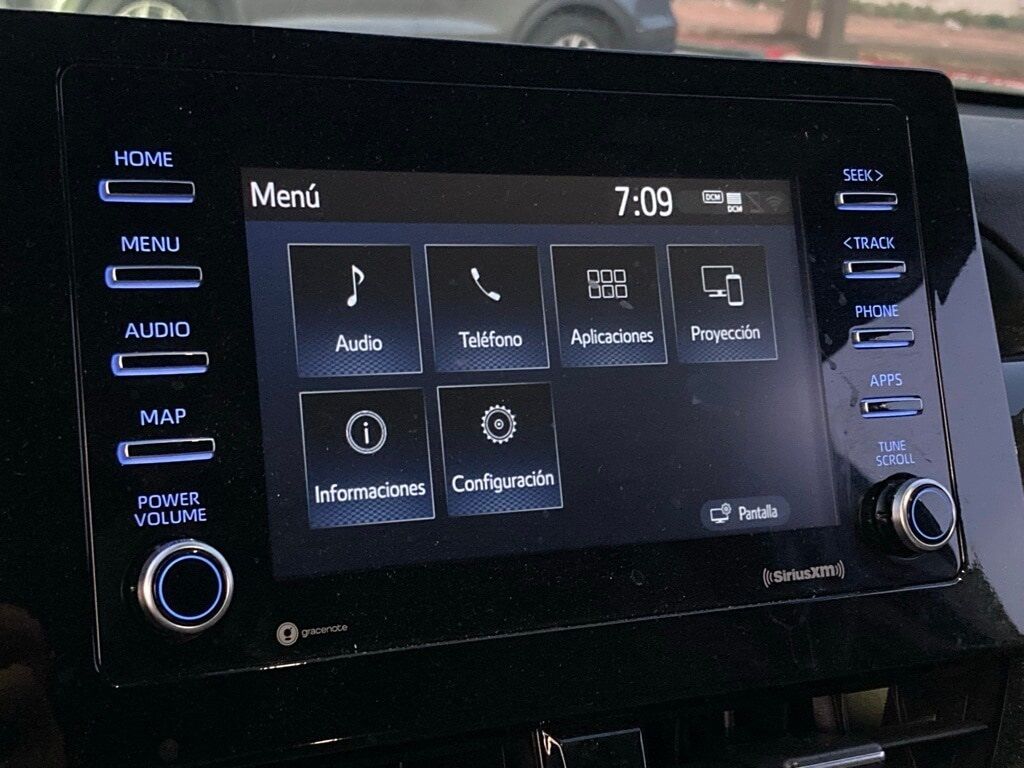 HOME
MENU
AUDIO
MAP
POWER
VOLUME
Menú
7:09
DCM
DCM
Audio
Teléfono
Aplicaciones
Proyección
Informaciones
Configuración
Pantalla
SEEK >
< TRACK
PHONE
APPS
TUNE
SCROLL
gracenote
SiriusXM